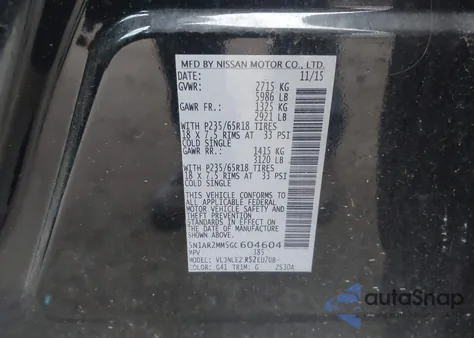 MFD BY NISSAN MOTOR CO., LTD.
DATE: 11/15
GVWR: 2715 KG
5986 LB
GAWR FR: 1325 KG
2921 LB
WITH P235/65R18 TIRES
18 X 7.5 RIMS AT 33 PSI
COLD SINGLE
GAWR RR: 1415 KG
3120 LB
WITH P235/65R18 TIRES
18 X 7.5 RIMS AT 33 PSI
COLD SINGLE
THIS VEHICLE CONFORMS TO
ALL APPLICABLE FEDERAL
MOTOR VEHICLE SAFETY AND
THEFT PREVENTION STANDARDS
IN EFFECT ON THE DATE OF
MANUFACTURE SHOWN ABOVE.
5N1AR2MM5GC604604
MPV 385
COLOR: G41 TRIM: G 25304
autoSnap